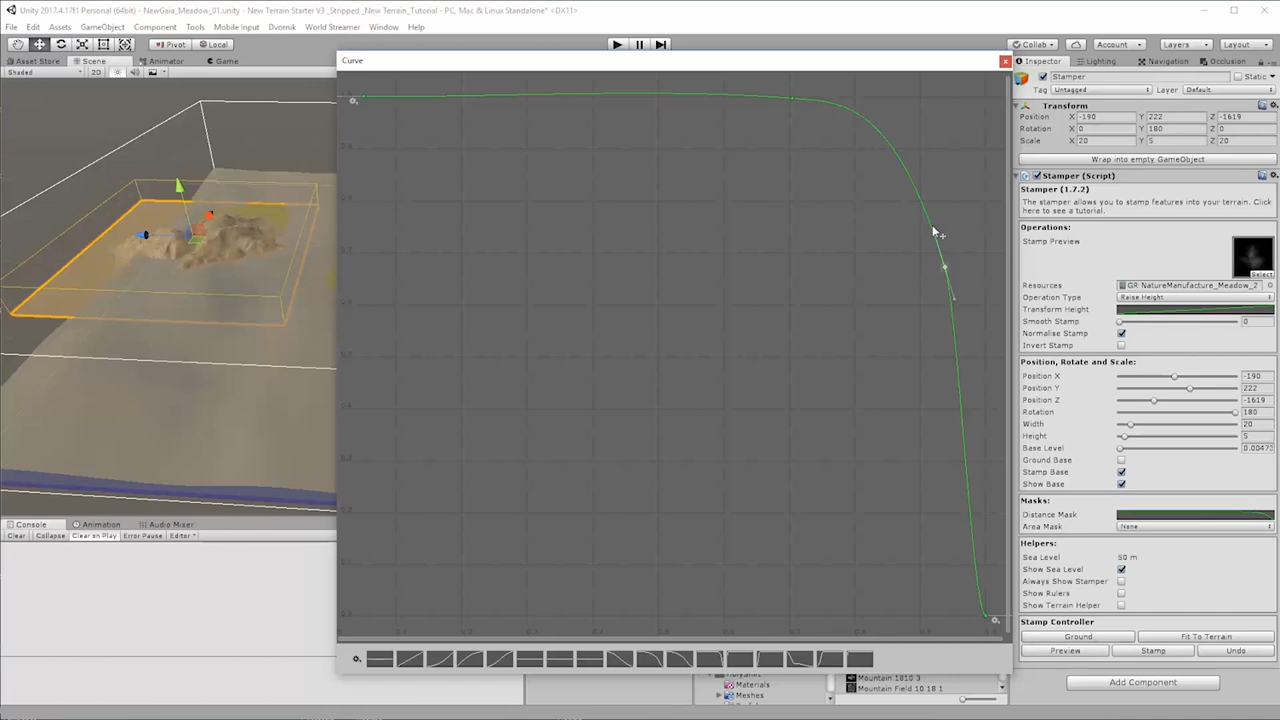 Unity 2017.4.17f1 Personal (64bit) - NewGaia_Meadow_01.unity - New Terrain Starter V3 _Stripped _New Terrain_Tutorial - PC, Mac & Linux Standalone* <DX11>
File Edit Assets GameObject Component Tools Mobile Input Dvornik World Streamer Window Help
Pivot Local Collab Account Layers Layout
Asset Store Scene Animator Game
Shaded 2D
Curve
Inspector Lighting Navigation Occlusion
Stamper Static
Tag Untagged Layer Default
Transform
Position X -190 Y 222 Z -1619
Rotation X 0 Y 180 Z 0
Scale X 20 Y 5 Z 20
Wrap into empty GameObject
Stamper (Script)
Stamper (1.7.2)
The stamper allows you to stamp features into your terrain. Click
here to see a tutorial.
Operations:
Stamp Preview
Select
Resources GR NatureManufacture_Meadow_2
Operation Type Raise Height
Transform Height
Smooth Stamp 0
Normalise Stamp
Invert Stamp
Position, Rotate and Scale:
Position X -190
Position Y 222
Position Z -1619
Rotation 180
Width 20
Height 5
Base Level 0.00473
Ground Base
Stamp Base
Show Base
Masks:
Distance Mask
Area Mask None
Helpers:
Sea Level 50 m
Show Sea Level
Always Show Stamper
Show Rulers
Show Terrain Helper
Stamp Controller
Ground Fit To Terrain
Preview Stamp Undo
Add Component
Console Animation Audio Mixer
Clear Collapse Clear on Play Error Pause Editor
Materials
Meshes
Mountain 1810 3
Mountain Field 10 18 1